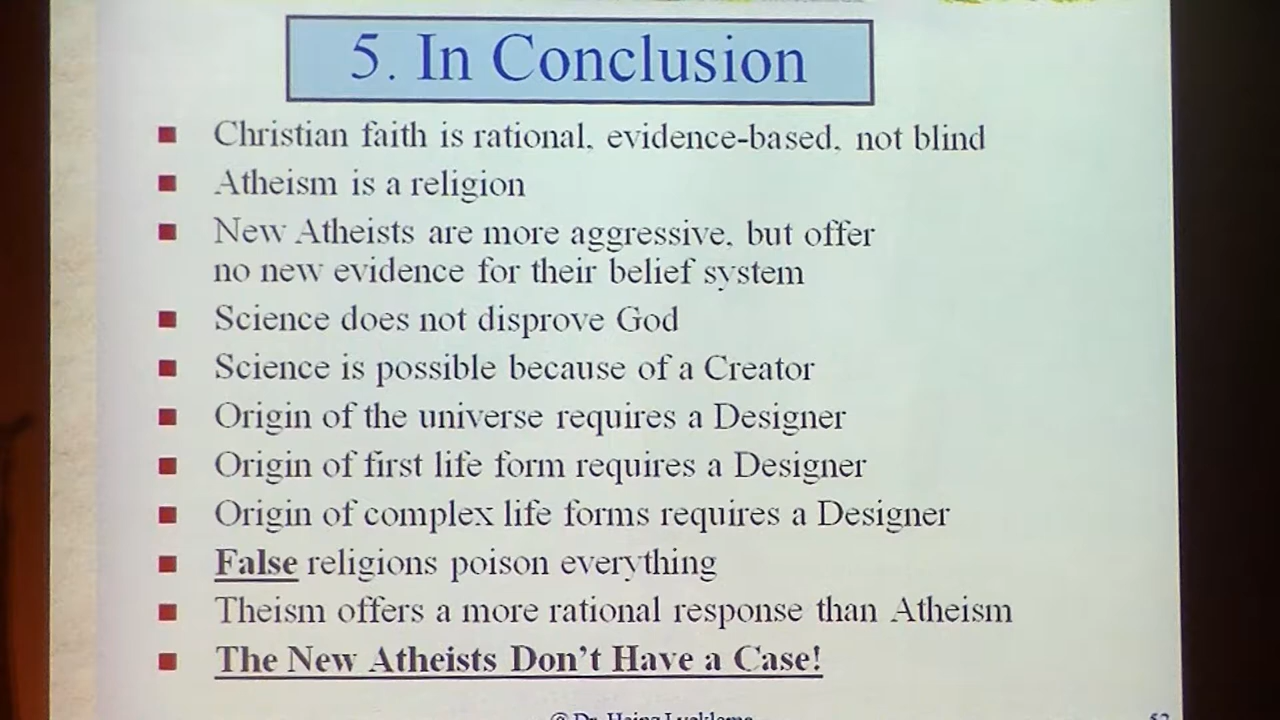 5. In Conclusion
■ Christian faith is rational, evidence-based, not blind
■ Atheism is a religion
■ New Atheists are more aggressive, but offer
no new evidence for their belief system
■ Science does not disprove God
■ Science is possible because of a Creator
■ Origin of the universe requires a Designer
■ Origin of first life form requires a Designer
■ Origin of complex life forms requires a Designer
■ False religions poison everything
■ Theism offers a more rational response than Atheism
■ The New Atheists Don't Have a Case!
© Dr. Heinz